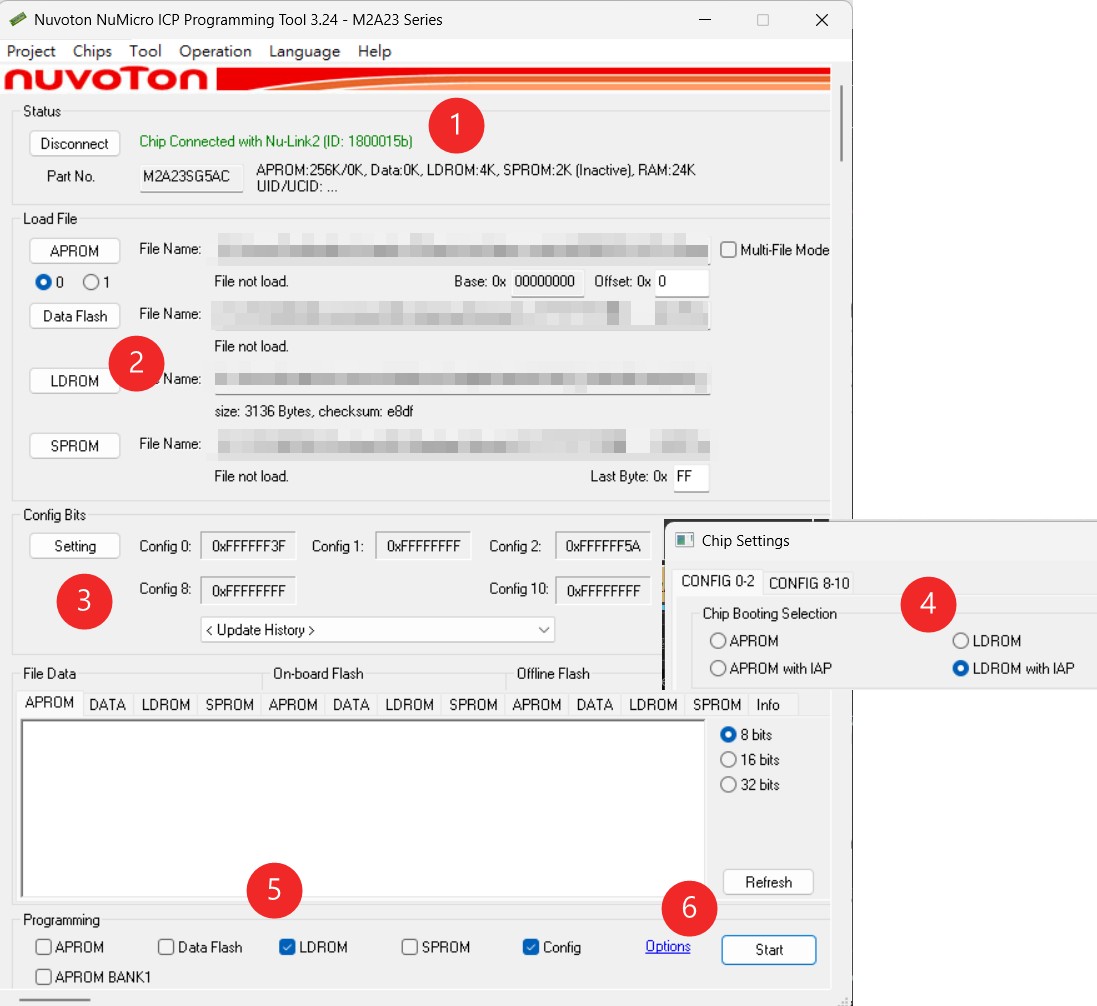 Nuvoton NuMicro ICP Programming Tool 3.24 - M2A23 Series
Project Chips Tool Operation Language Help
nuvoTon
Status
1
Disconnect Chip Connected with Nu-Link2 (ID: 1800015b)
Part No. M2A23SG5AC APROM:256K/0K, Data:0K, LDROM:4K, SPROM:2K (Inactive), RAM:24K
UID/UCID: ...
Load File
APROM File Name: Multi-File Mode
0 1 File not load. Base: 0x 00000000 Offset: 0x 0
Data Flash File Name:
File not load.
2
LDROM Name:
size: 3136 Bytes, checksum: e8df
SPROM File Name:
File not load. Last Byte: 0x FF
Config Bits
Setting Config 0: 0xFFFFFF3F Config 1: 0xFFFFFFFF Config 2: 0xFFFFFF5A
3
Config 8: 0xFFFFFFFF Config 10: 0xFFFFFFFF
< Update History >
Chip Settings
CONFIG 0-2 CONFIG 8-10
4
Chip Booting Selection
APROM LDROM
APROM with IAP LDROM with IAP
File Data On-board Flash Offline Flash
APROM DATA LDROM SPROM APROM DATA LDROM SPROM APROM DATA LDROM SPROM Info
8 bits
16 bits
32 bits
Refresh
5
6
Programming
APROM Data Flash LDROM SPROM Config Options Start
APROM BANK1